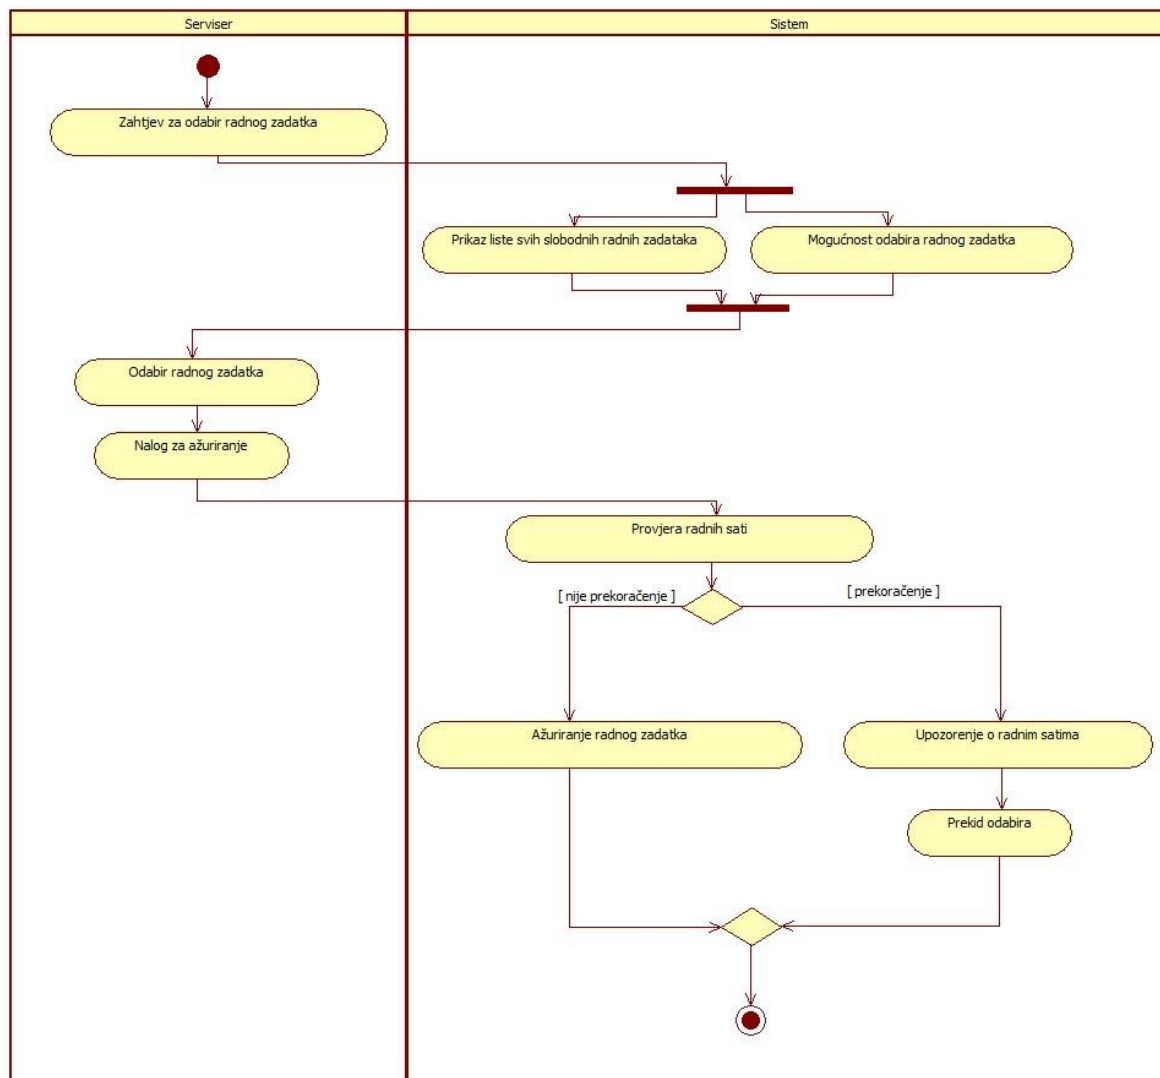 Serviser
Sistem
Zahtjev za odabir radnog zadatka
Prikaz liste svih slobodnih radnih zadataka
Mogućnost odabira radnog zadatka
Odabir radnog zadatka
Nalog za ažuriranje
Provjera radnih sati
[ nije prekoračenje ]
[ prekoračenje ]
Ažuriranje radnog zadatka
Upozorenje o radnim satima
Prekid odabira